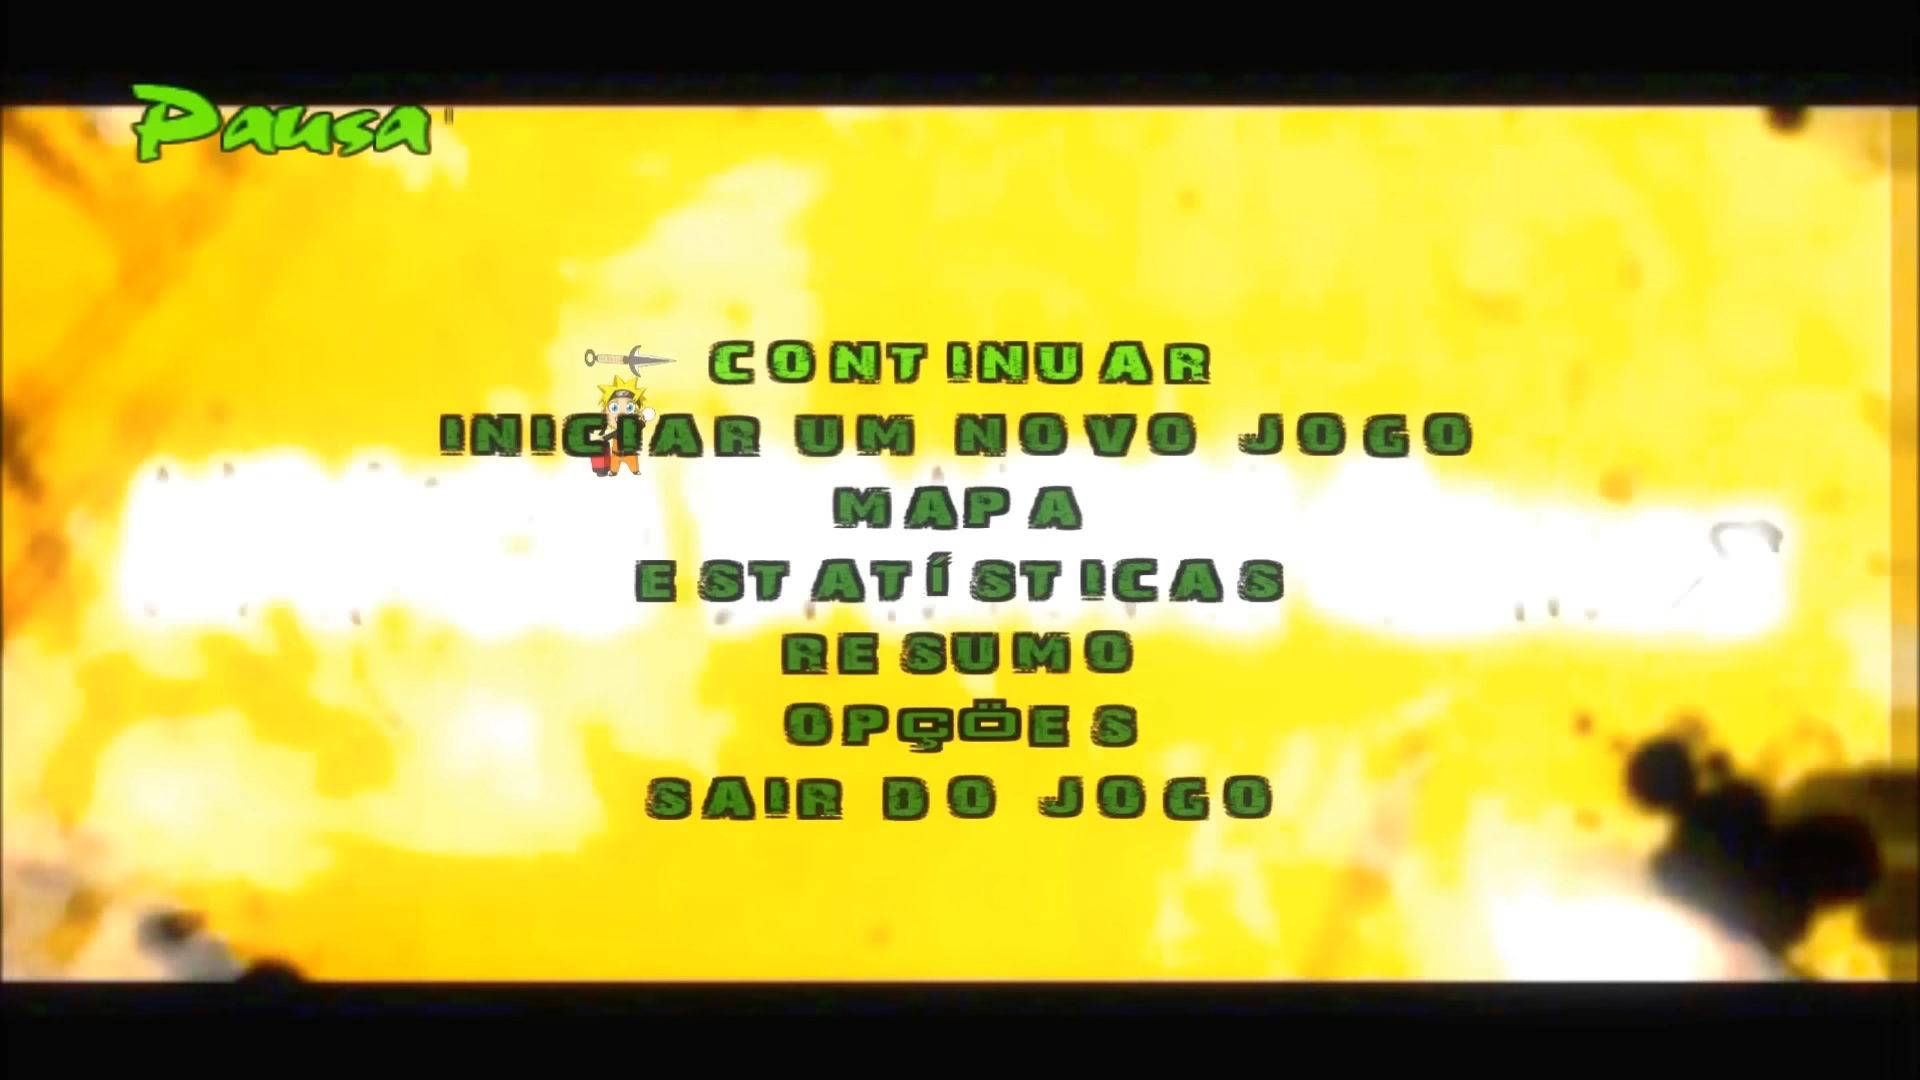 Pausa
CONTINUAR
INICIAR UM NOVO JOGO
MAPA
ESTATÍSTICAS
RESUMO
OPÇÕES
SAIR DO JOGO